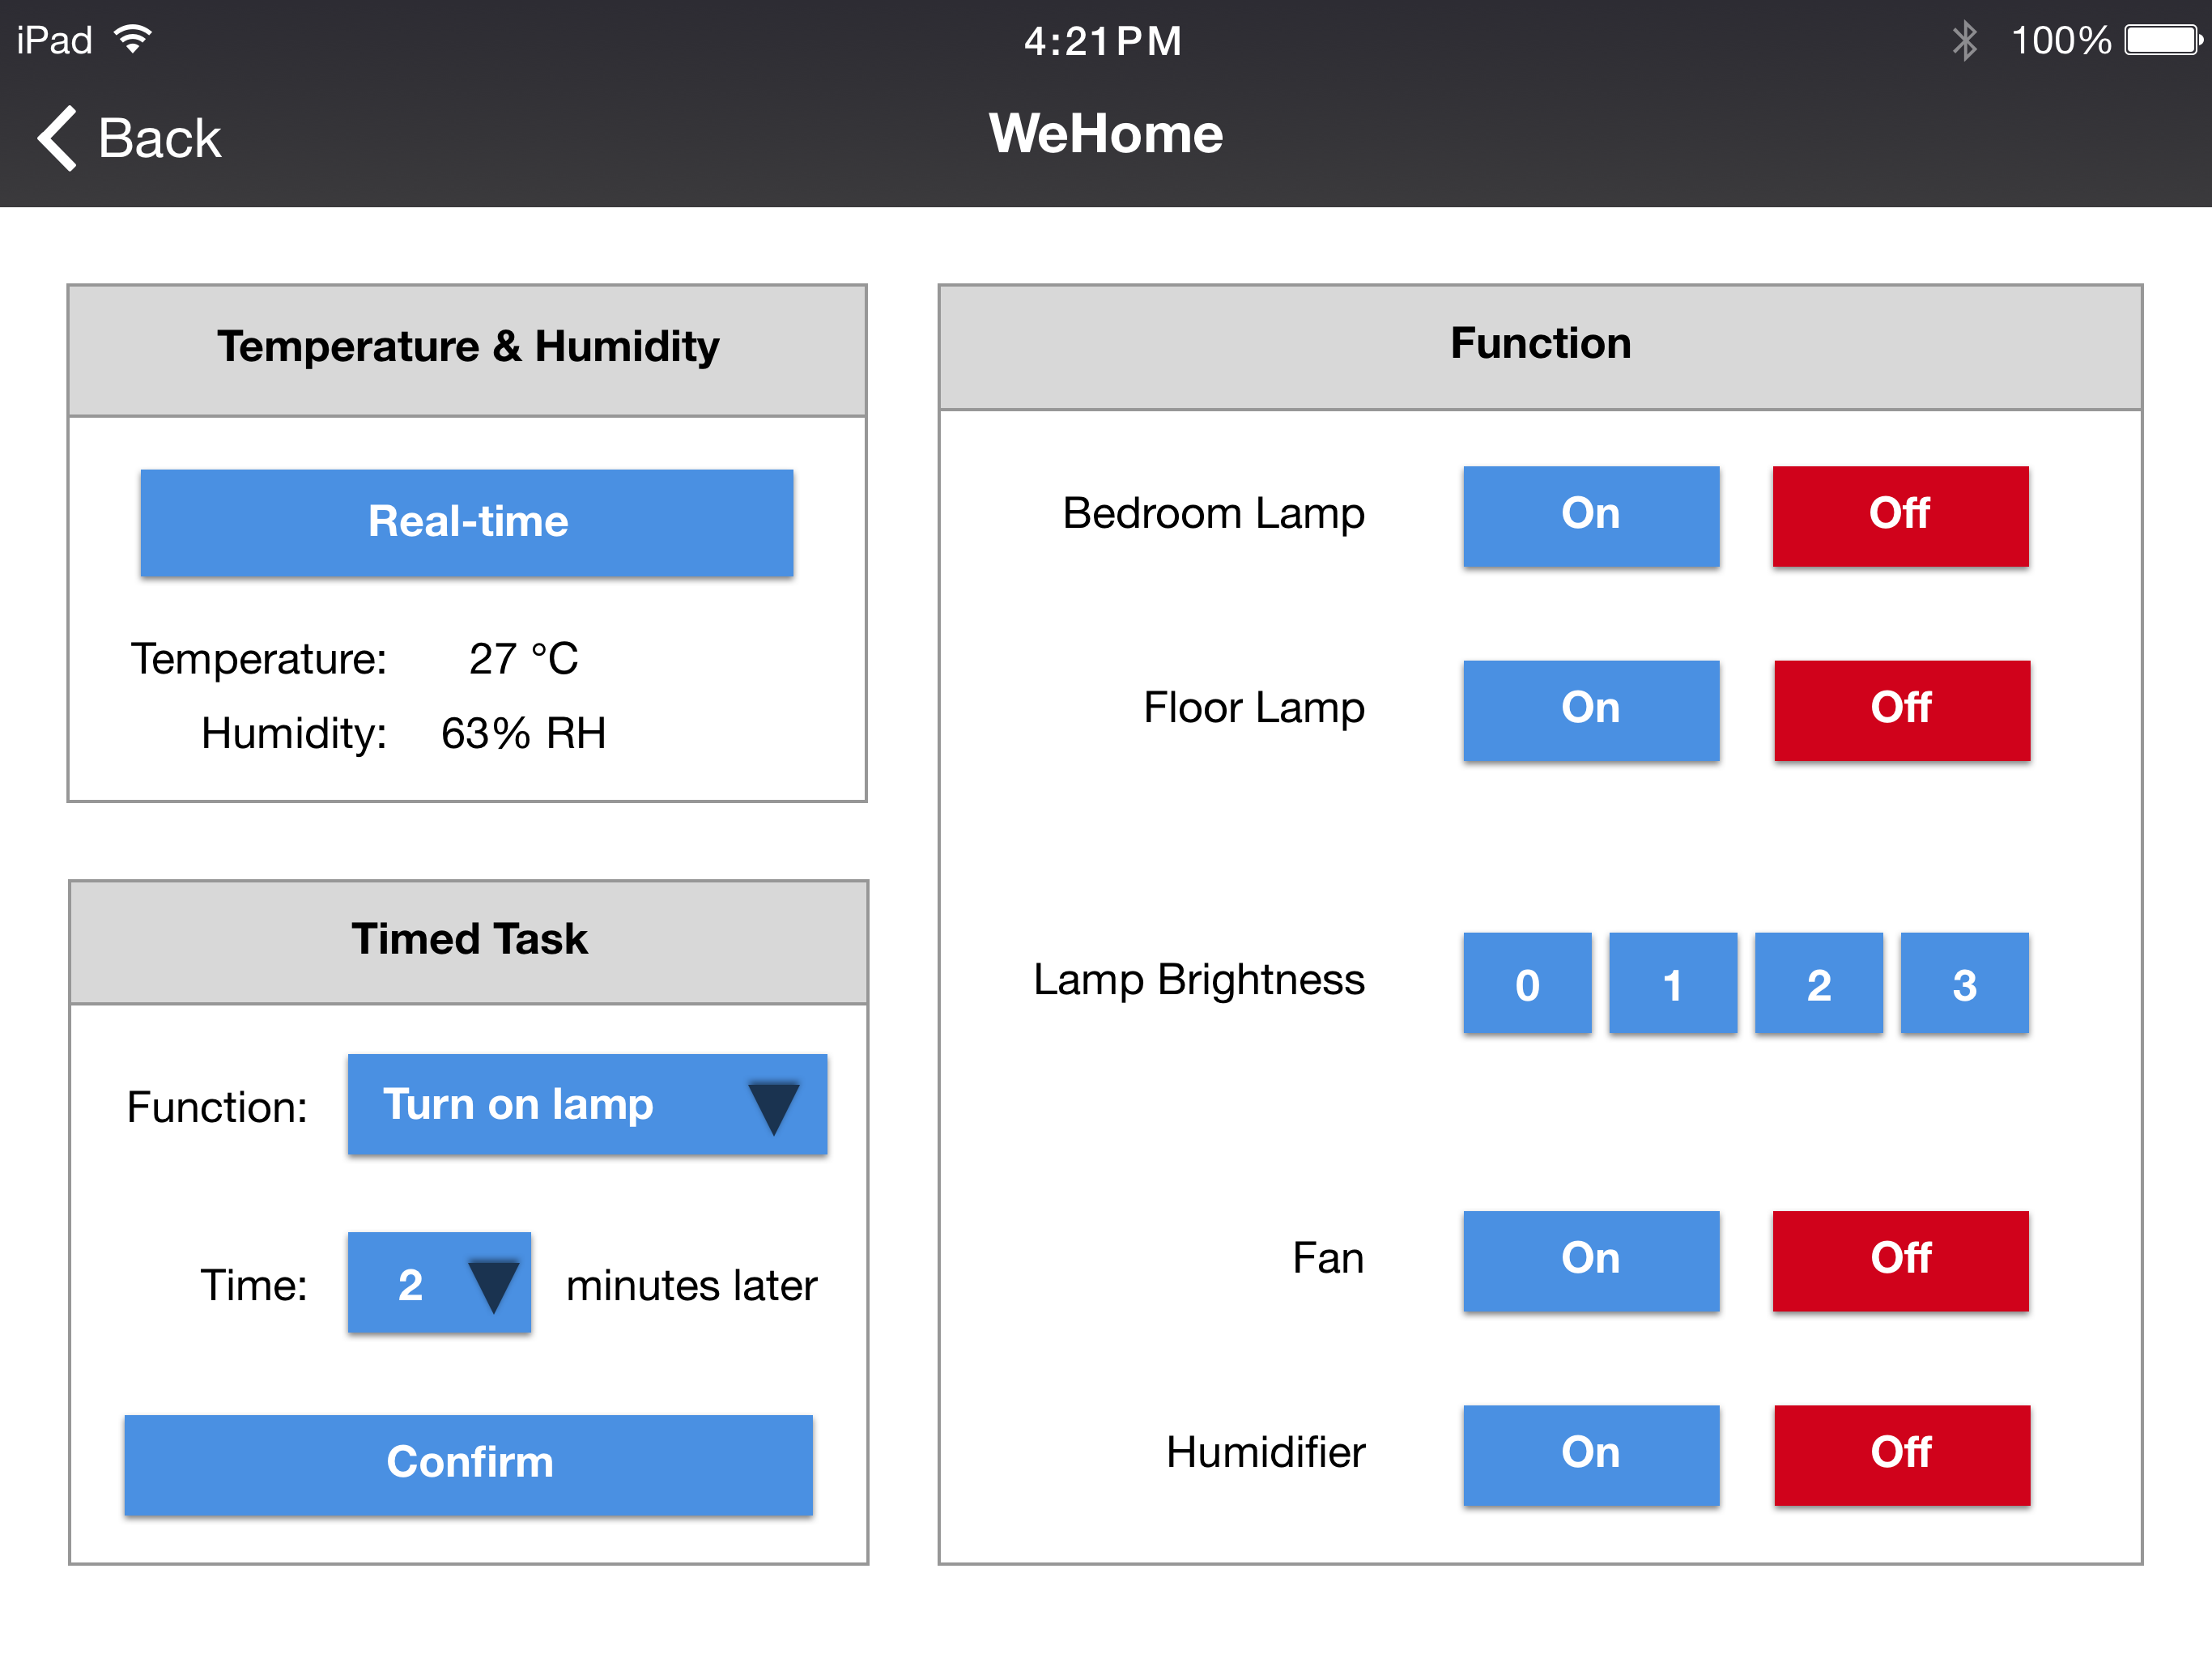 iPad 4:21 PM 100%
Back WeHome
Temperature & Humidity
Real-time
Temperature: 27 °C
Humidity: 63% RH
Timed Task
Function: Turn on lamp
Time: 2 minutes later
Confirm
Function
Bedroom Lamp On Off
Floor Lamp On Off
Lamp Brightness 0 1 2 3
Fan On Off
Humidifier On Off